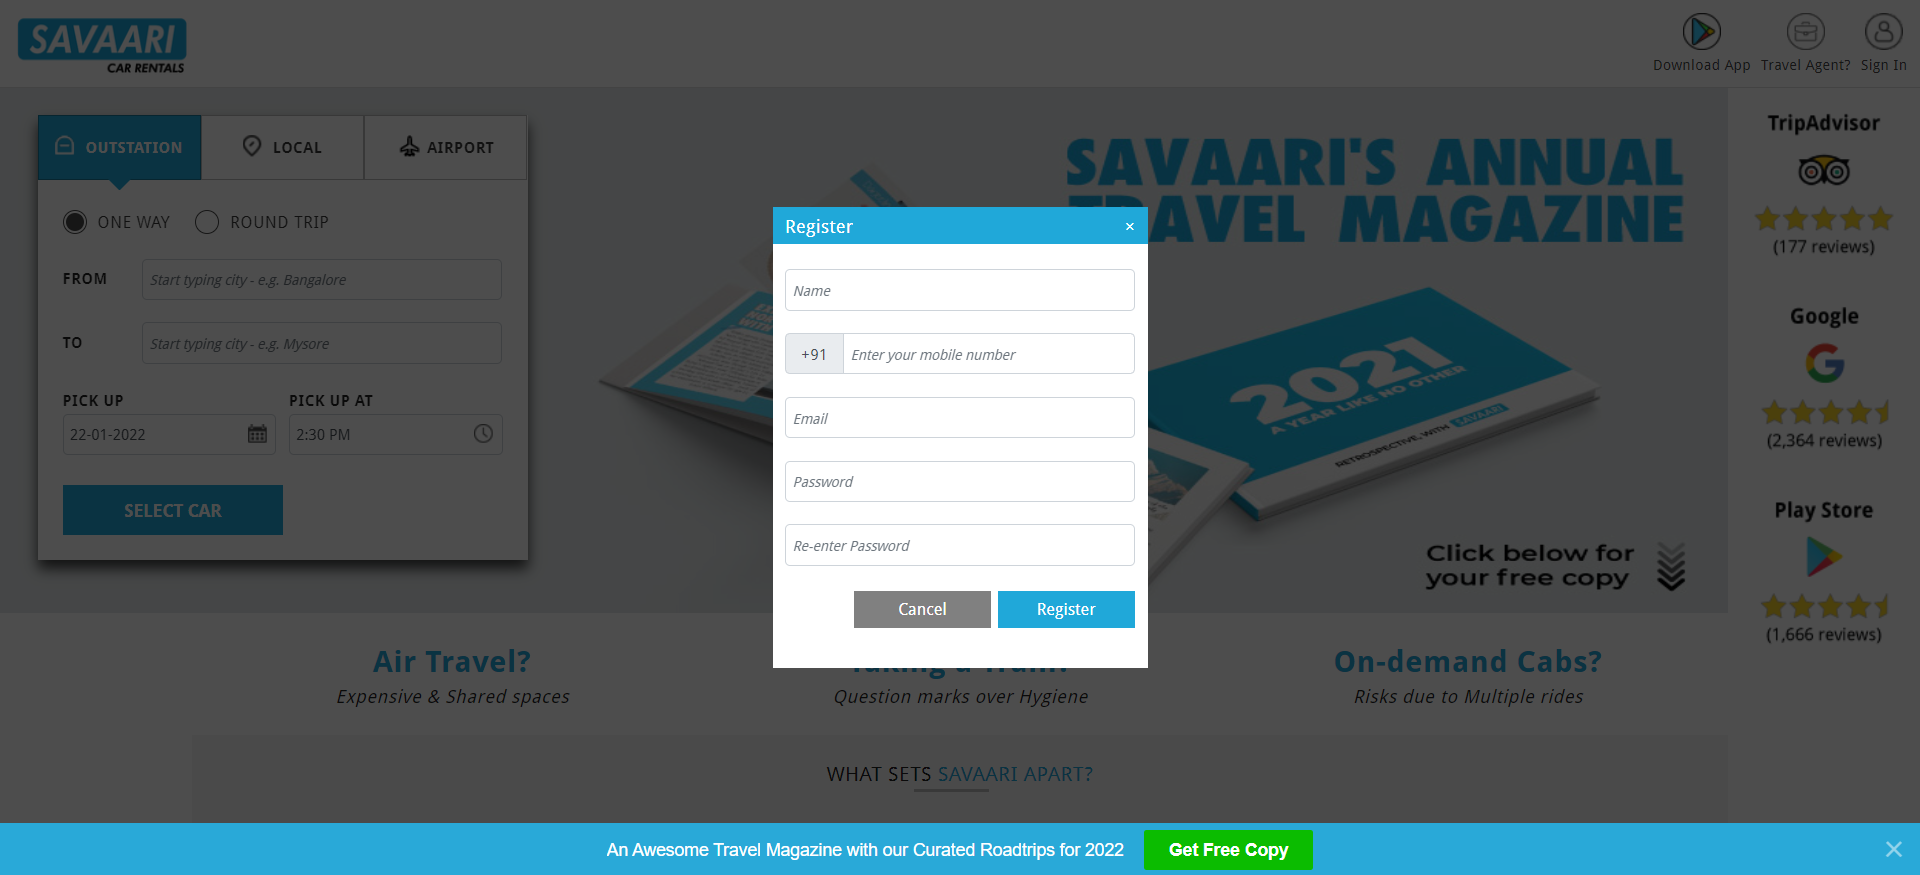 SAVAARI
CAR RENTALS
Download App
Travel Agent?
Sign In
OUTSTATION
LOCAL
AIRPORT
ONE WAY
ROUND TRIP
FROM
Start typing city - e.g. Bangalore
TO
Start typing city - e.g. Mysore
PICK UP
PICK UP AT
22-01-2022
2:30 PM
SELECT CAR
SAVAARI'S ANNUAL
TRAVEL MAGAZINE
2021
A YEAR LIKE NO OTHER
RETROSPECTIVE, WITH SAVAARI
Click below for
your free copy
Register
×
Name
+91
Enter your mobile number
Email
Password
Re-enter Password
Cancel
Register
TripAdvisor
(177 reviews)
Google
(2,364 reviews)
Play Store
(1,666 reviews)
Air Travel?
Expensive & Shared spaces
Taking a Train?
Question marks over Hygiene
On-demand Cabs?
Risks due to Multiple rides
WHAT SETS SAVAARI APART?
An Awesome Travel Magazine with our Curated Roadtrips for 2022
Get Free Copy